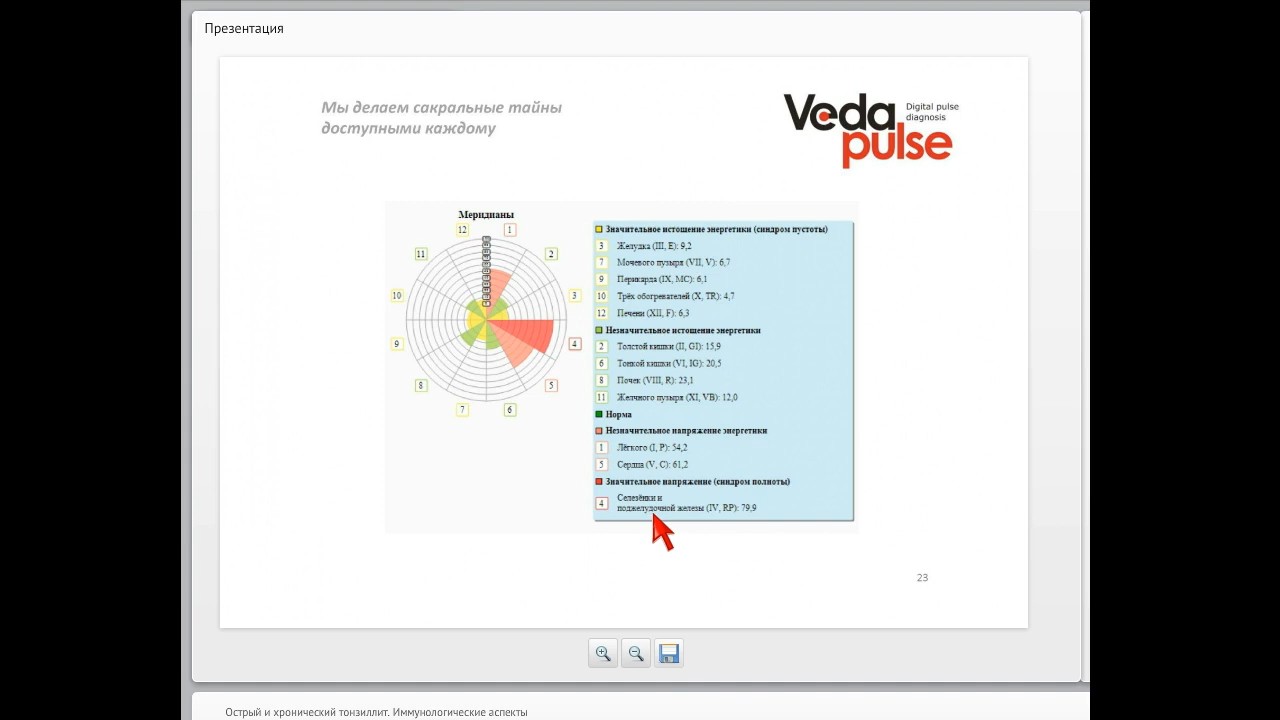 Презентация
Мы делаем сакральные тайны
доступными каждому
Veda
pulse
Digital pulse
diagnosis
Меридианы
12
1
11
2
10
3
9
4
8
5
7
6
Значительное истощение энергетики (синдром пустоты)
3 Желудка (III, E): 9,2
7 Мочевого пузыря (VII, V): 6,7
9 Перикарда (IX, MC): 6,1
10 Трёх обогревателей (X, TR): 4,7
12 Печени (XII, F): 6,3
Незначительное истощение энергетики
2 Толстой кишки (II, GI): 15,9
6 Тонкой кишки (VI, IG): 20,5
8 Почек (VIII, R): 23,1
11 Желчного пузыря (XI, VB): 12,0
Норма
Незначительное напряжение энергетики
1 Лёгкого (I, P): 54,2
5 Сердца (V, C): 61,2
Значительное напряжение (синдром полноты)
4 Селезёнки и
поджелудочной железы (IV, RP): 79,9
23
Острый и хронический тонзиллит. Иммунологические аспекты